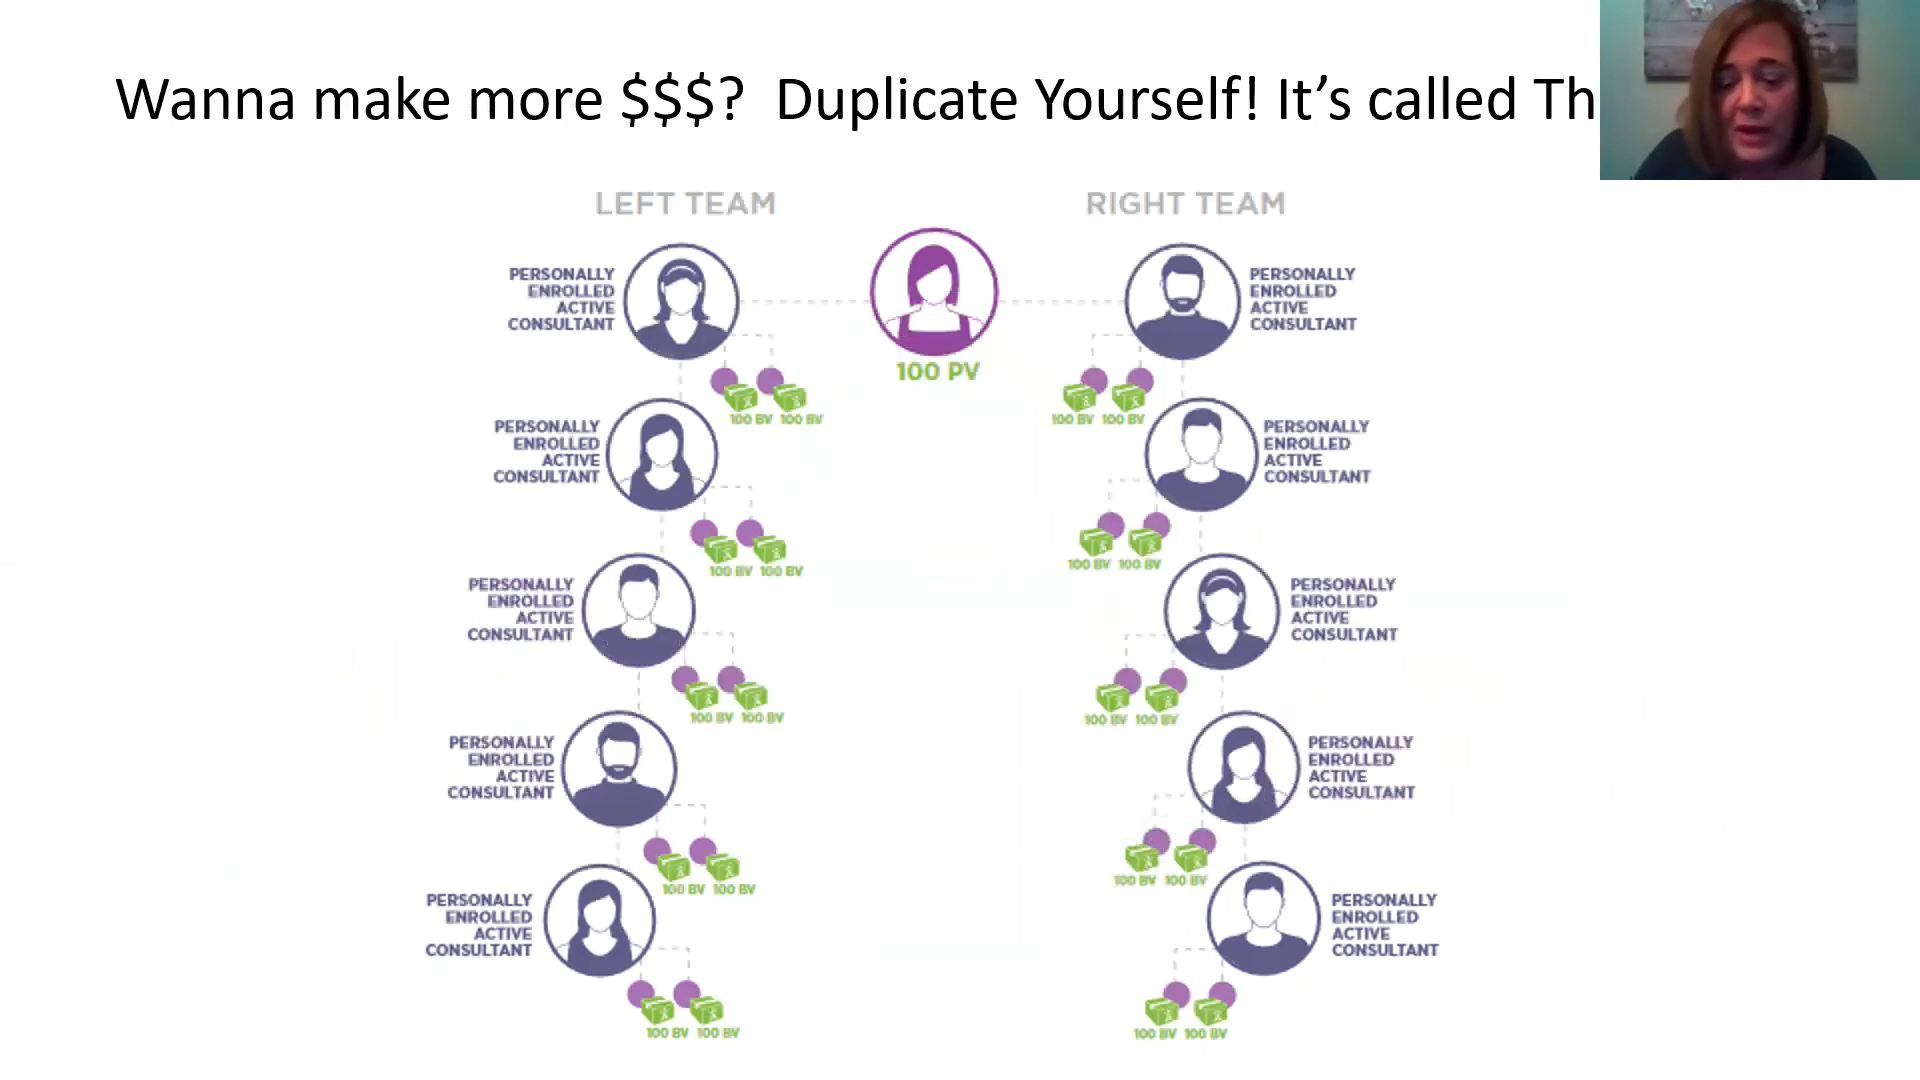 Wanna make more $$$?  Duplicate Yourself! It’s called Th
LEFT TEAM
RIGHT TEAM
100 PV
PERSONALLY
ENROLLED
ACTIVE
CONSULTANT
100 BV 100 BV
PERSONALLY
ENROLLED
ACTIVE
CONSULTANT
100 BV 100 BV
PERSONALLY
ENROLLED
ACTIVE
CONSULTANT
100 BV 100 BV
PERSONALLY
ENROLLED
ACTIVE
CONSULTANT
100 BV 100 BV
PERSONALLY
ENROLLED
ACTIVE
CONSULTANT
100 BV 100 BV
PERSONALLY
ENROLLED
ACTIVE
CONSULTANT
100 BV 100 BV
PERSONALLY
ENROLLED
ACTIVE
CONSULTANT
100 BV 100 BV
PERSONALLY
ENROLLED
ACTIVE
CONSULTANT
100 BV 100 BV
PERSONALLY
ENROLLED
ACTIVE
CONSULTANT
100 BV 100 BV
PERSONALLY
ENROLLED
ACTIVE
CONSULTANT
100 BV 100 BV